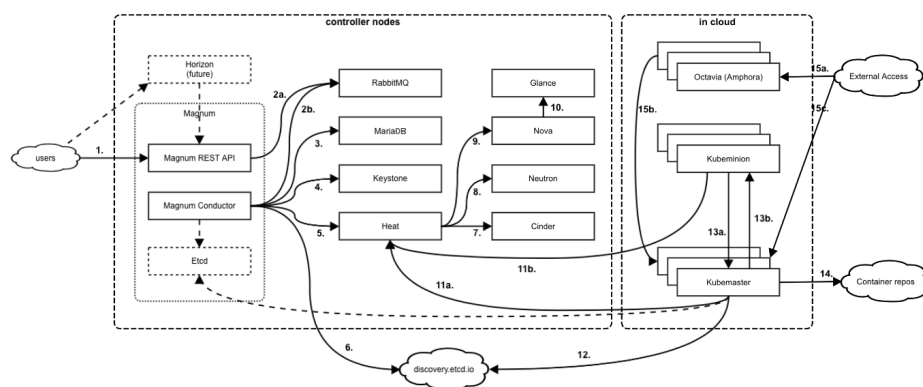 controller nodes
in cloud
Horizon
(future)
Magnum
users
1.
Magnum REST API
Magnum Conductor
Etcd
2a.
2b.
3.
4.
5.
6.
RabbitMQ
MariaDB
Keystone
Heat
9.
8.
7.
10.
Glance
Nova
Neutron
Cinder
11b.
11a.
12.
discovery.etcd.io
Octavia (Amphora)
15a.
15b.
15c.
External Access
Kubeminion
13a.
13b.
Kubemaster
14.
Container repos